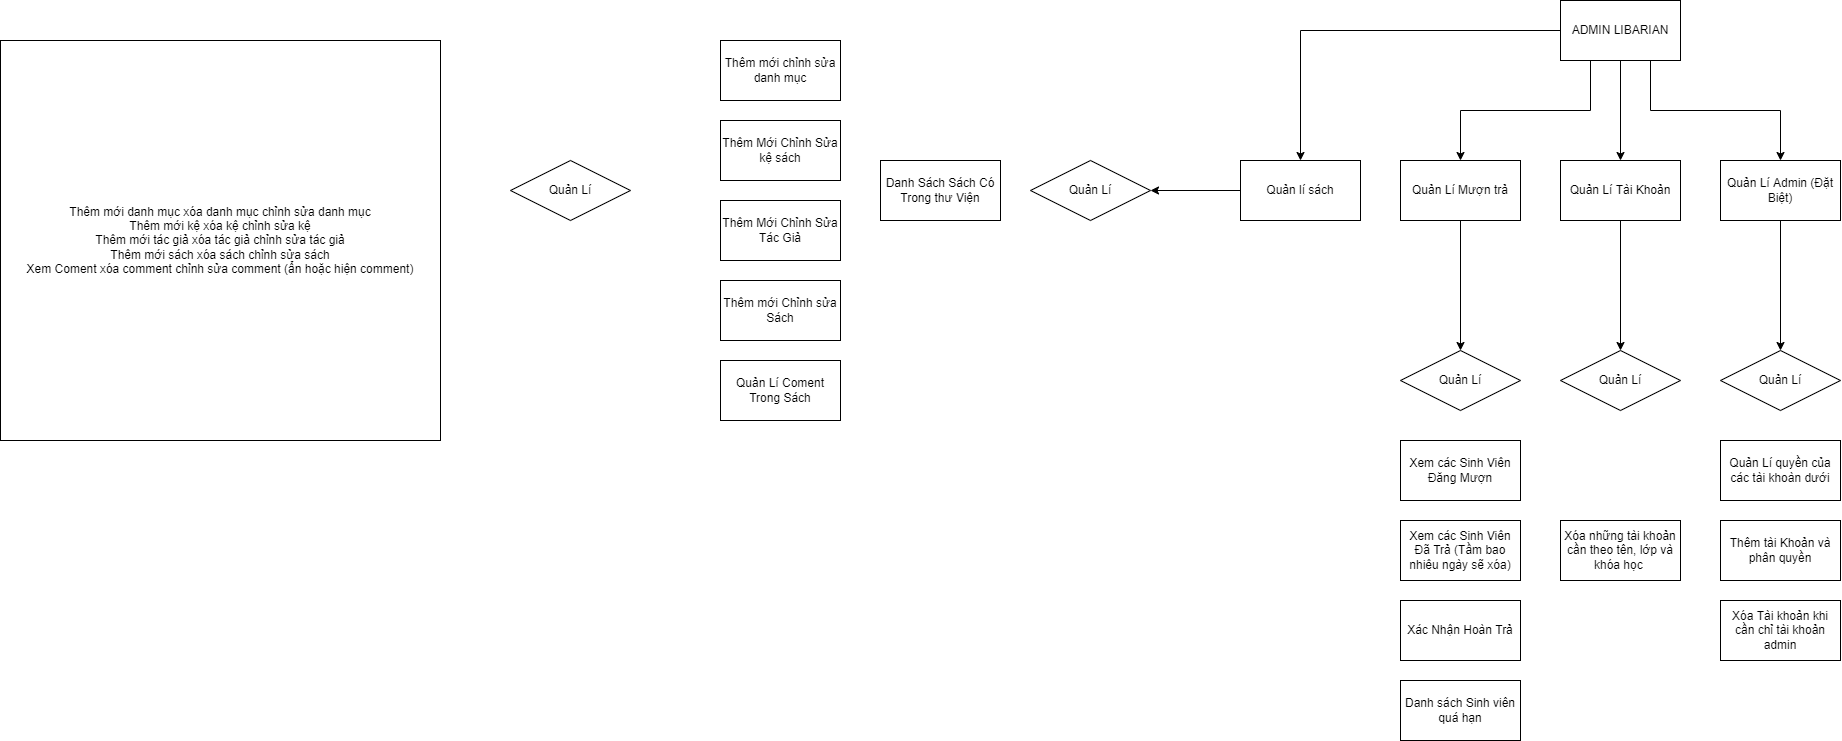 ADMIN LIBARIAN
Thêm mới chỉnh sửa
danh mục
Thêm Mới Chỉnh Sửa
kệ sách
Thêm mới danh mục xóa danh mục chỉnh sửa danh mục
Thêm mới kệ xóa kệ chỉnh sửa kệ
Thêm mới tác giả xóa tác giả chỉnh sửa tác giả
Thêm mới sách xóa sách chỉnh sửa sách
Xem Coment xóa comment chỉnh sửa comment (ẩn hoặc hiện comment)
Quản Lí
Thêm Mới Chỉnh Sửa
Tác Giả
Thêm mới Chỉnh sửa
Sách
Quản Lí Coment
Trong Sách
Danh Sách Sách Có
Trong thư Viện
Quản Lí
Quản lí sách
Quản Lí Mượn trả
Quản Lí Tài Khoản
Quản Lí Admin (Đặt
Biệt)
Quản Lí
Quản Lí
Quản Lí
Xem các Sinh Viên
Đăng Mượn
Xem các Sinh Viên
Đã Trả (Tầm bao
nhiêu ngày sẽ xóa)
Xác Nhận Hoàn Trả
Danh sách Sinh viên
quá hạn
Xóa những tài khoản
cần theo tên, lớp và
khóa học
Quản Lí quyền của
các tài khoản dưới
Thêm tài Khoản và
phân quyền
Xóa Tài khoản khi
cần chỉ tài khoản
admin